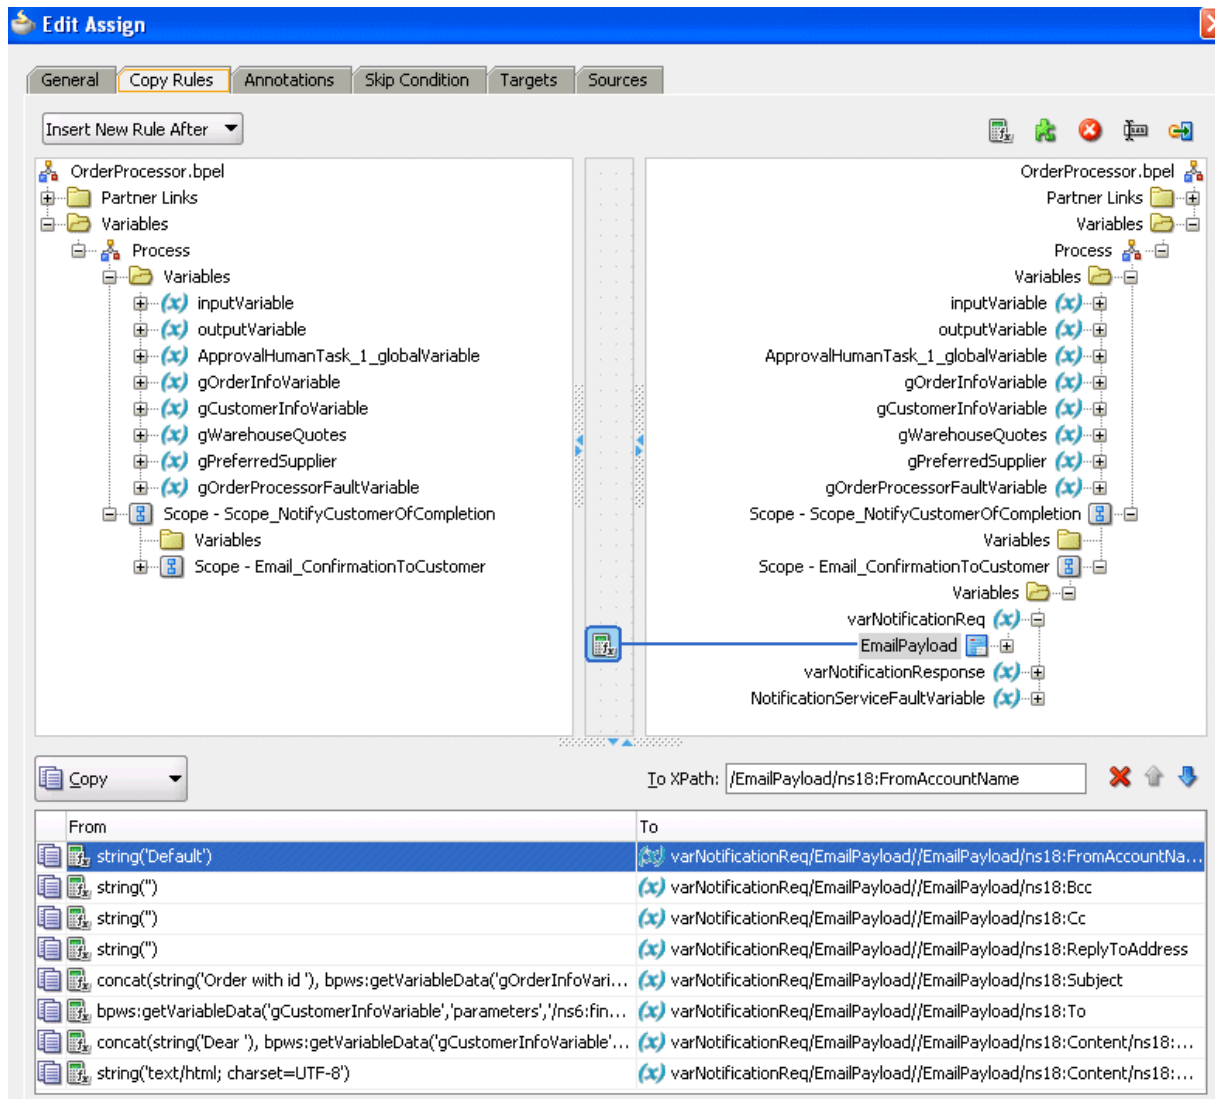 Edit Assign
General Copy Rules Annotations Skip Condition Targets Sources
Insert New Rule After
OrderProcessor.bpel
Partner Links
Variables
Process
Variables
inputVariable
outputVariable
ApprovalHumanTask_1_globalVariable
gOrderInfoVariable
gCustomerInfoVariable
gWarehouseQuotes
gPreferredSupplier
gOrderProcessorFaultVariable
Scope - Scope_NotifyCustomerOfCompletion
Variables
Scope - Email_ConfirmationToCustomer
OrderProcessor.bpel
Partner Links
Variables
Process
Variables
inputVariable
outputVariable
ApprovalHumanTask_1_globalVariable
gOrderInfoVariable
gCustomerInfoVariable
gWarehouseQuotes
gPreferredSupplier
gOrderProcessorFaultVariable
Scope - Scope_NotifyCustomerOfCompletion
Variables
Scope - Email_ConfirmationToCustomer
Variables
varNotificationReq
EmailPayload
varNotificationResponse
NotificationServiceFaultVariable
Copy To XPath: /EmailPayload/ns18:FromAccountName
From To
string('Default') varNotificationReq/EmailPayload//EmailPayload/ns18:FromAccountNa...
string('') varNotificationReq/EmailPayload//EmailPayload/ns18:Bcc
string('') varNotificationReq/EmailPayload//EmailPayload/ns18:Cc
string('') varNotificationReq/EmailPayload//EmailPayload/ns18:ReplyToAddress
concat(string('Order with id '), bpws:getVariableData('gOrderInfoVari... varNotificationReq/EmailPayload//EmailPayload/ns18:Subject
bpws:getVariableData('gCustomerInfoVariable','parameters','/ns6:fin... varNotificationReq/EmailPayload//EmailPayload/ns18:To
concat(string('Dear '), bpws:getVariableData('gCustomerInfoVariable'... varNotificationReq/EmailPayload//EmailPayload/ns18:Content/ns18:...
string('text/html; charset=UTF-8') varNotificationReq/EmailPayload//EmailPayload/ns18:Content/ns18:...